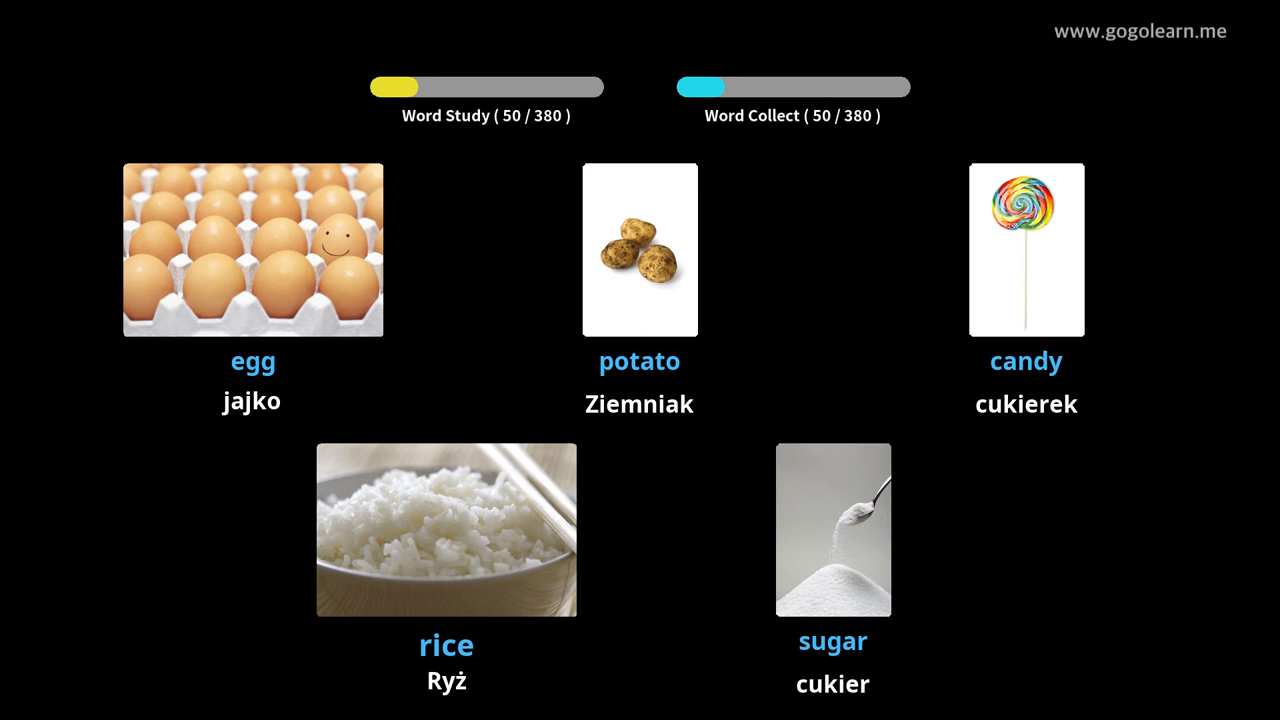 www.gogolearn.me
Word Study ( 50 / 380 )
Word Collect ( 50 / 380 )
egg
jajko
potato
Ziemniak
candy
cukierek
rice
Ryż
sugar
cukier